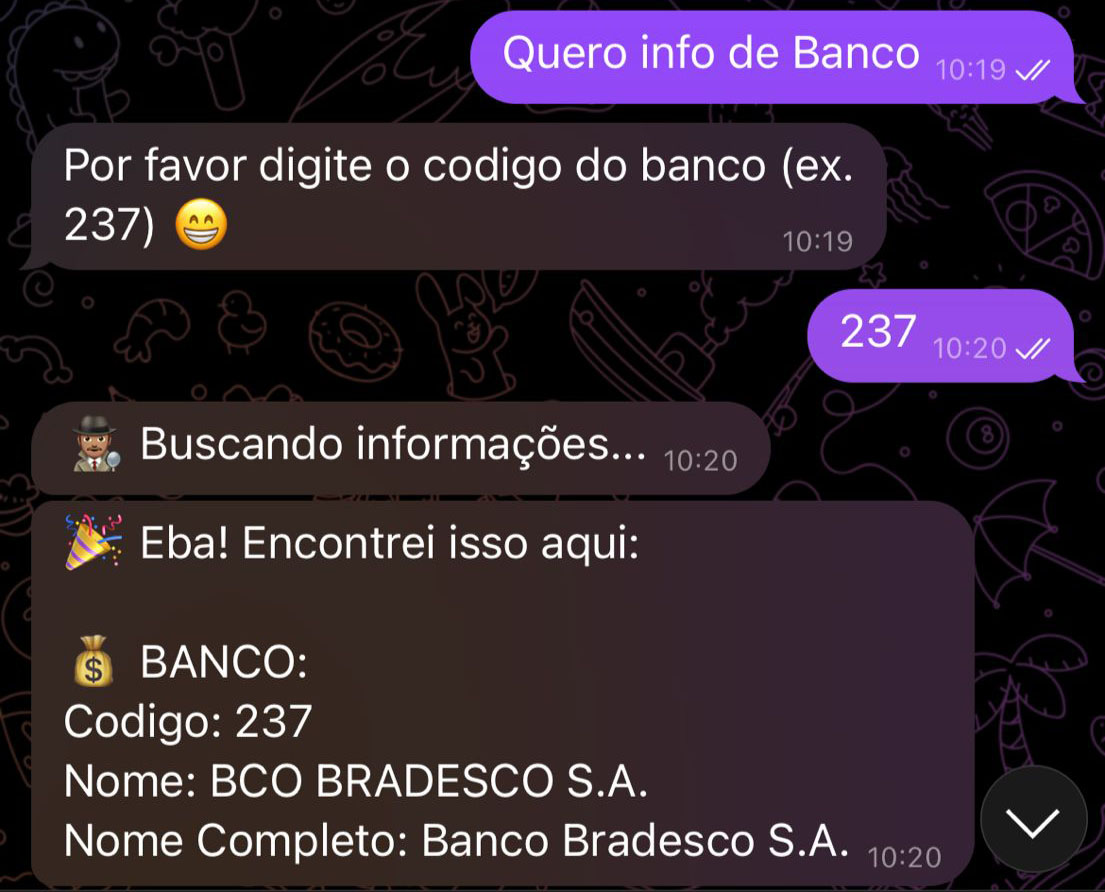 Quero info de Banco 10:19
Por favor digite o codigo do banco (ex.
237) 😁 10:19
237 10:20
🕵🏽‍♂️ Buscando informações... 10:20
🎉 Eba! Encontrei isso aqui:
💰 BANCO:
Codigo: 237
Nome: BCO BRADESCO S.A.
Nome Completo: Banco Bradesco S.A. 10:20